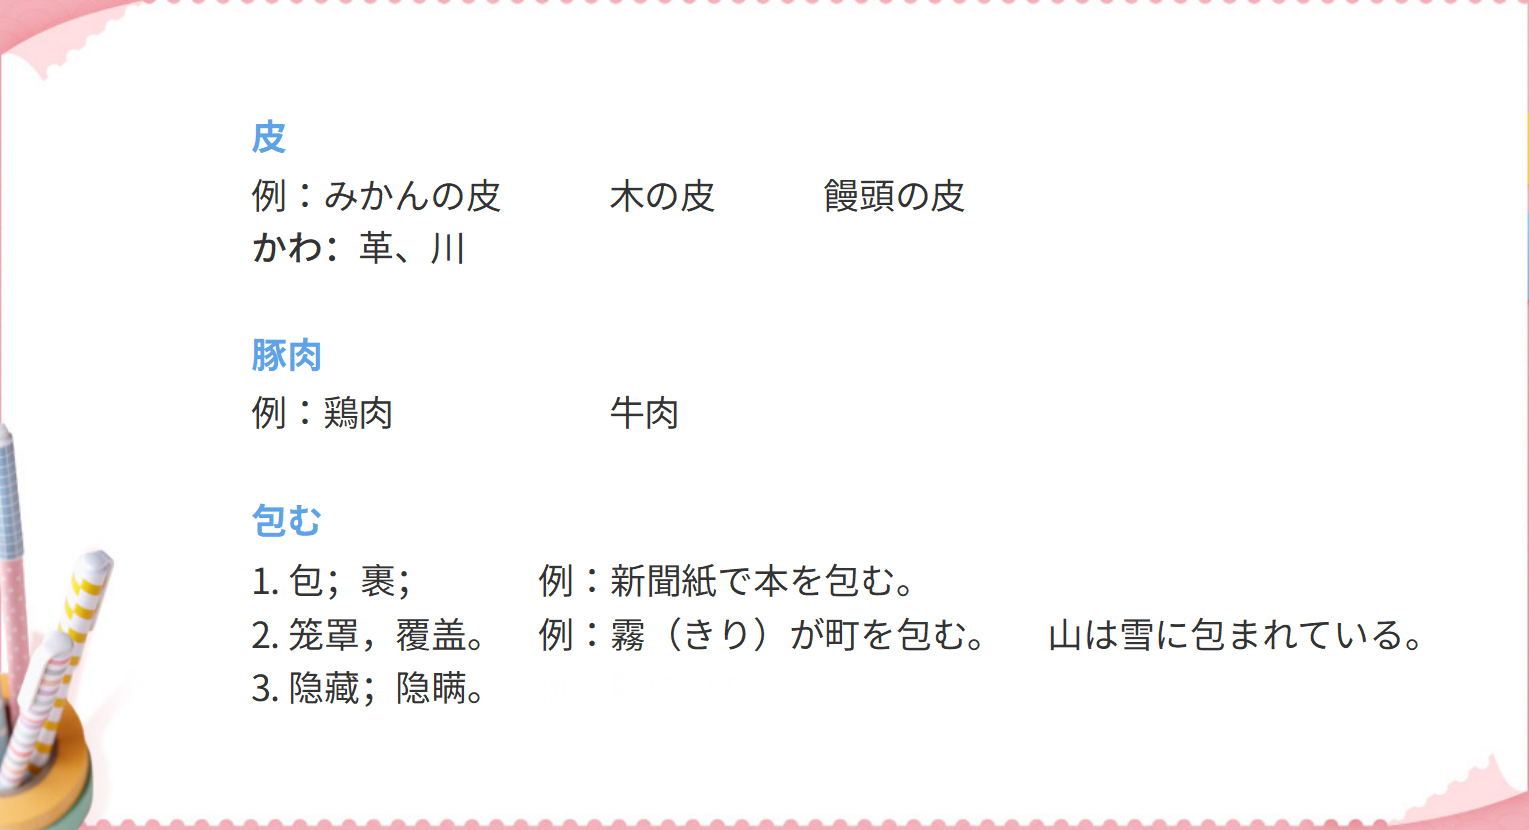 皮
例：みかんの皮 木の皮 饅頭の皮
かわ：革、川
豚肉
例：鶏肉 牛肉
包む
1. 包；裹； 例：新聞紙で本を包む。
2. 笼罩，覆盖。 例：霧（きり）が町を包む。 山は雪に包まれている。
3. 隐藏；隐瞒。